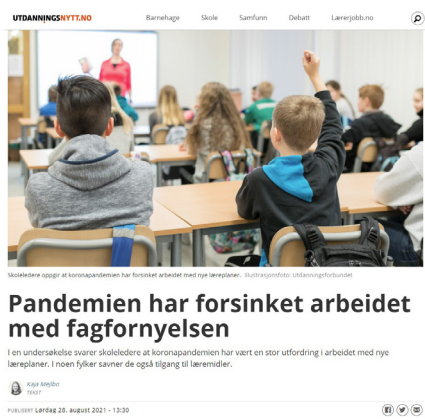 UTDANNINGSNYTT.NO
Barnehage Skole Samfunn Debatt Lærerjobb.no
Skoleledere oppgir at koronapandemien har forsinket arbeidet med nye læreplaner. Illustrasjonsfoto: Utdanningsforbundet
Pandemien har forsinket arbeidet
med fagfornyelsen
I en undersøkelse svarer skoleledere at koronapandemien har vært en stor utfordring i arbeidet med nye
læreplaner. I noen fylker savner de også tilgang til læremidler.
Kaja Mejlbo
TEKST
PUBLISERT Lørdag 28. august 2021 - 13:30